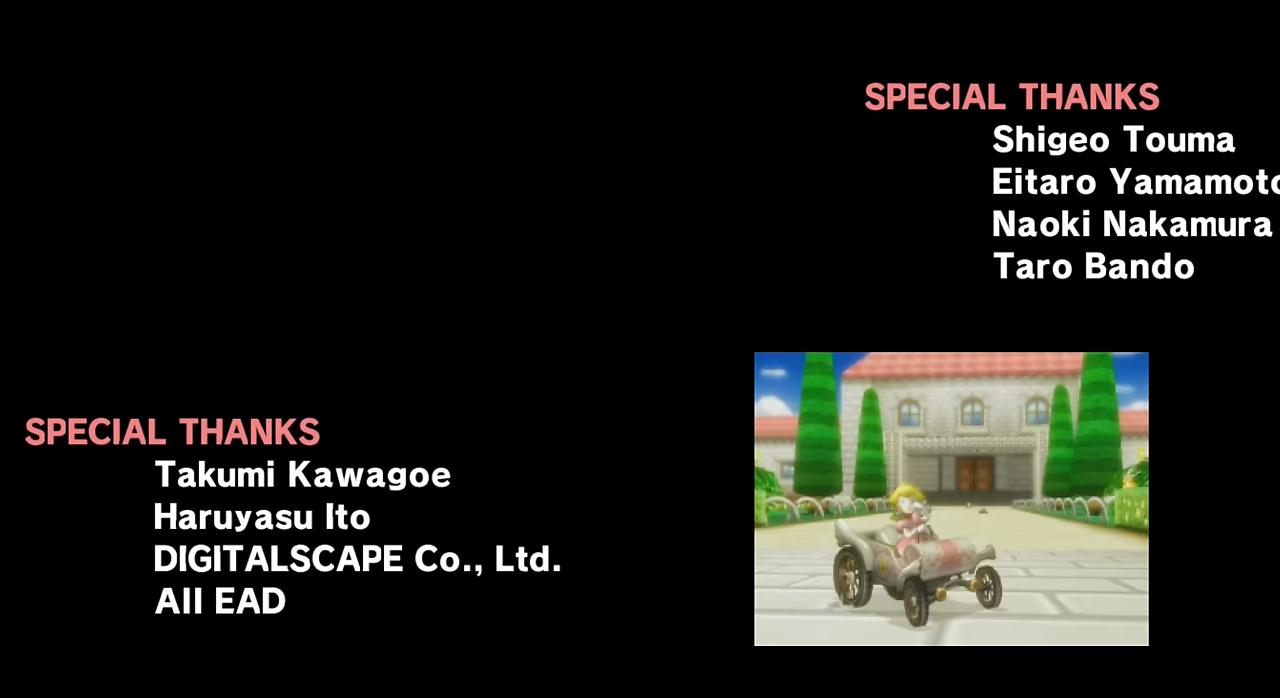 SPECIAL THANKS
Shigeo Touma
Eitaro Yamamoto
Naoki Nakamura
Taro Bando
SPECIAL THANKS
Takumi Kawagoe
Haruyasu Ito
DIGITALSCAPE Co., Ltd.
All EAD